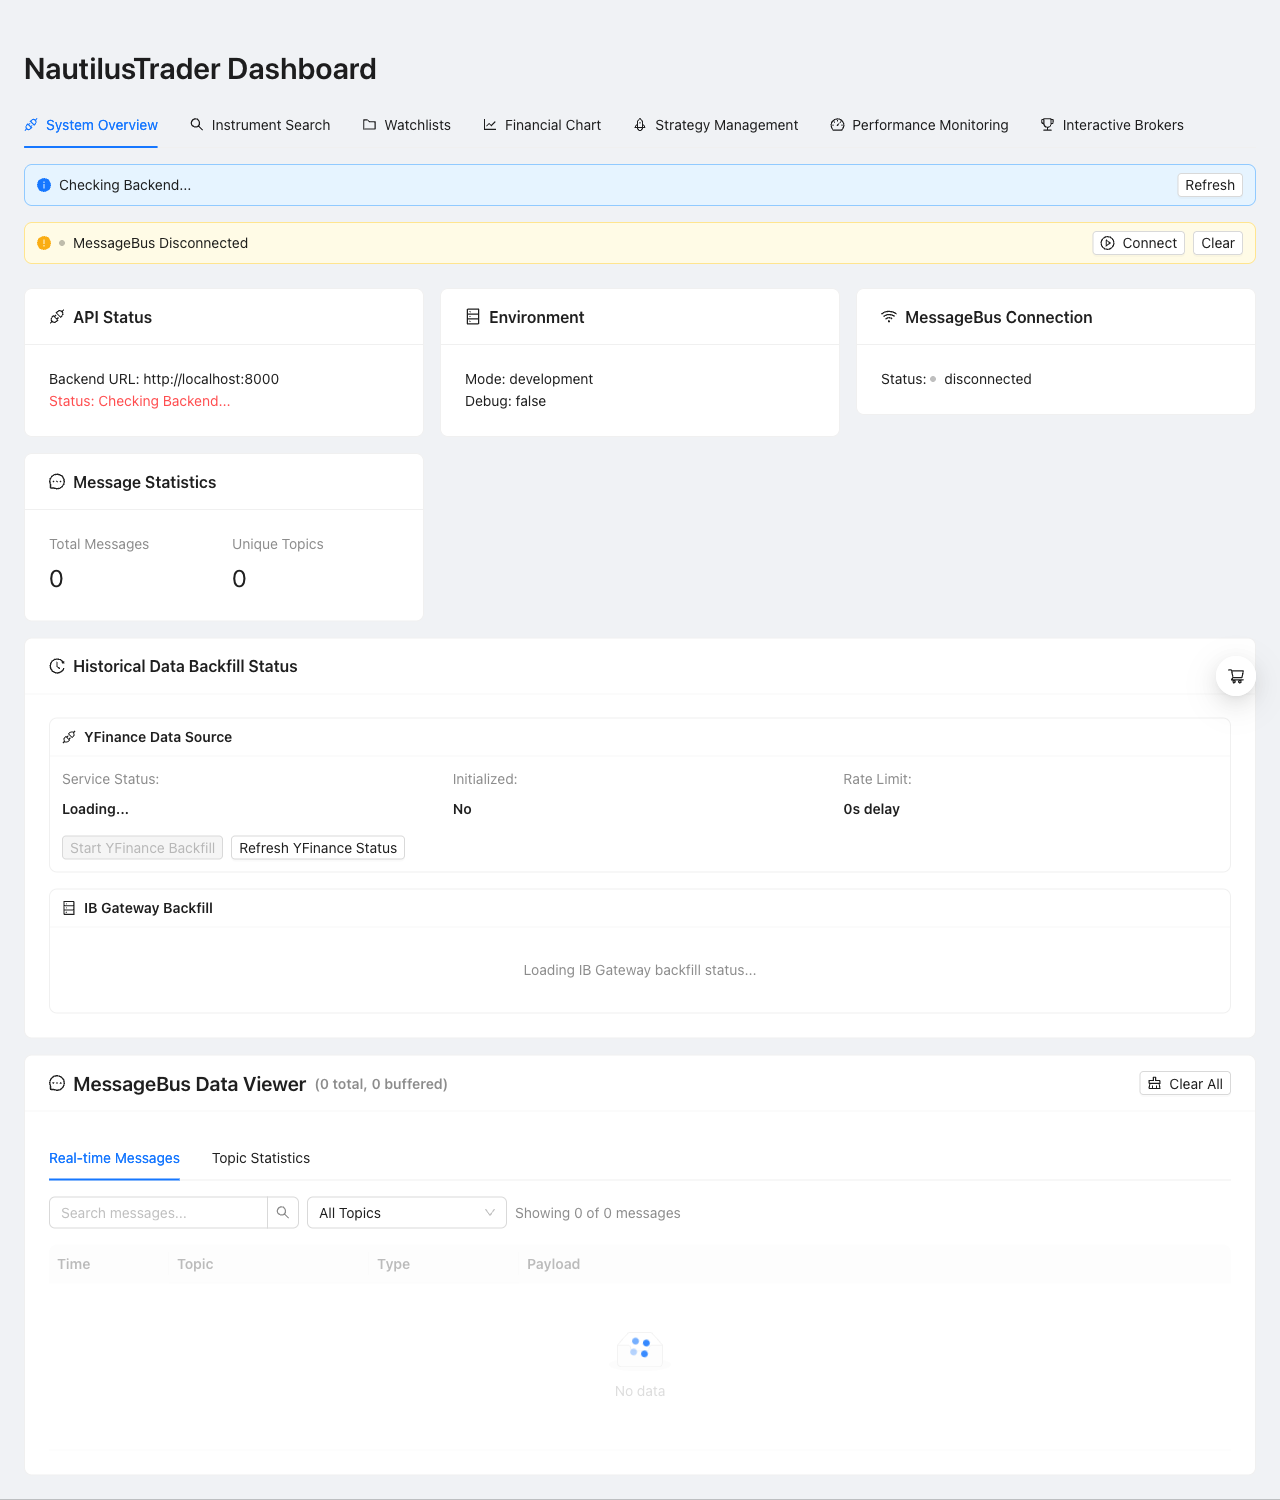 NautilusTrader Dashboard
System Overview Instrument Search Watchlists Financial Chart Strategy Management Performance Monitoring Interactive Brokers
Checking Backend... Refresh
MessageBus Disconnected Connect Clear
API Status
Backend URL: http://localhost:8000
Status: Checking Backend...
Environment
Mode: development
Debug: false
MessageBus Connection
Status: disconnected
Message Statistics
Total Messages Unique Topics
0 0
Historical Data Backfill Status
YFinance Data Source
Service Status: Initialized: Rate Limit:
Loading... No 0s delay
Start YFinance Backfill Refresh YFinance Status
IB Gateway Backfill
Loading IB Gateway backfill status...
MessageBus Data Viewer (0 total, 0 buffered) Clear All
Real-time Messages Topic Statistics
Search messages... All Topics Showing 0 of 0 messages
Time Topic Type Payload
No data